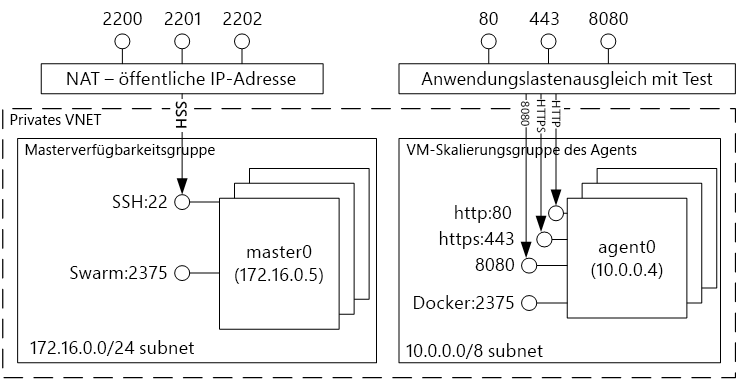 2200 2201 2202
80 443 8080
NAT – öffentliche IP-Adresse
Anwendungslastenausgleich mit Test
SSH
8080
HTTPS
HTTP
Privates VNET
Masterverfügbarkeitsgruppe
SSH:22
Swarm:2375
master0
(172.16.0.5)
172.16.0.0/24 subnet
VM-Skalierungsgruppe des Agents
http:80
https:443
8080
Docker:2375
agent0
(10.0.0.4)
10.0.0.0/8 subnet